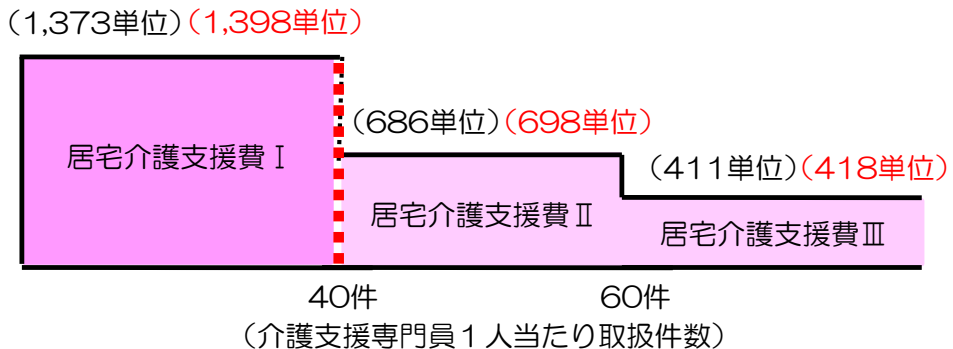 （1,373単位）（1,398単位）
（686単位）（698単位）
（411単位）（418単位）
居宅介護支援費Ⅰ
居宅介護支援費Ⅱ
居宅介護支援費Ⅲ
40件
60件
（介護支援専門員１人当たり取扱件数）